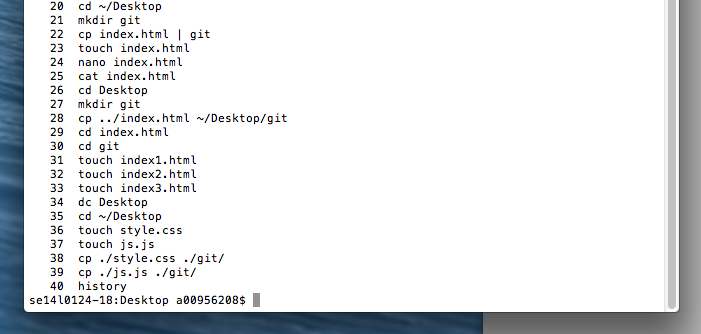 20 cd ~/Desktop
21 mkdir git
22 cp index.html | git
23 touch index.html
24 nano index.html
25 cat index.html
26 cd Desktop
27 mkdir git
28 cp ../index.html ~/Desktop/git
29 cd index.html
30 cd git
31 touch index1.html
32 touch index2.html
33 touch index3.html
34 dc Desktop
35 cd ~/Desktop
36 touch style.css
37 touch js.js
38 cp ./style.css ./git/
39 cp ./js.js ./git/
40 history
se14l0124-18:Desktop a00956208$